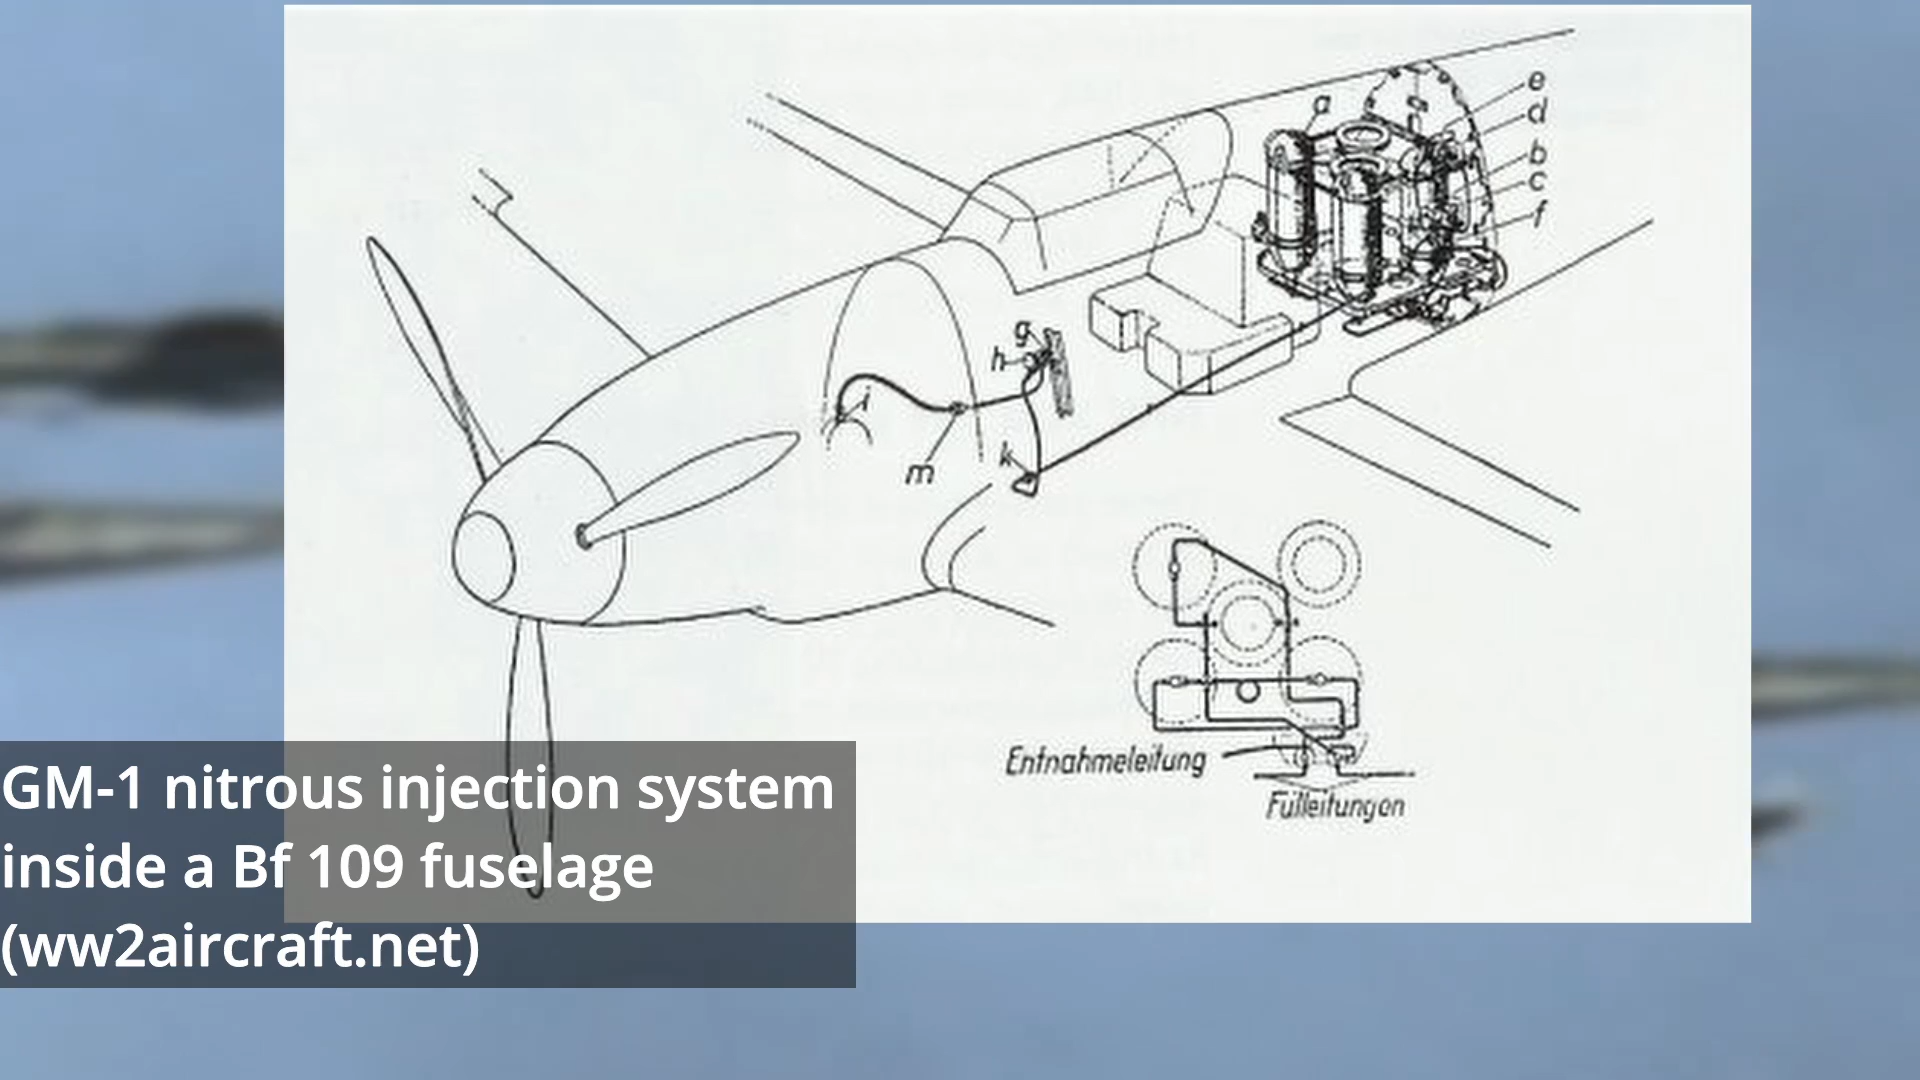 a
e
d
b
c
f
g
h
i
k
m
Entnahmeleitung
Fülleitungen
GM-1 nitrous injection system
inside a Bf 109 fuselage
(ww2aircraft.net)